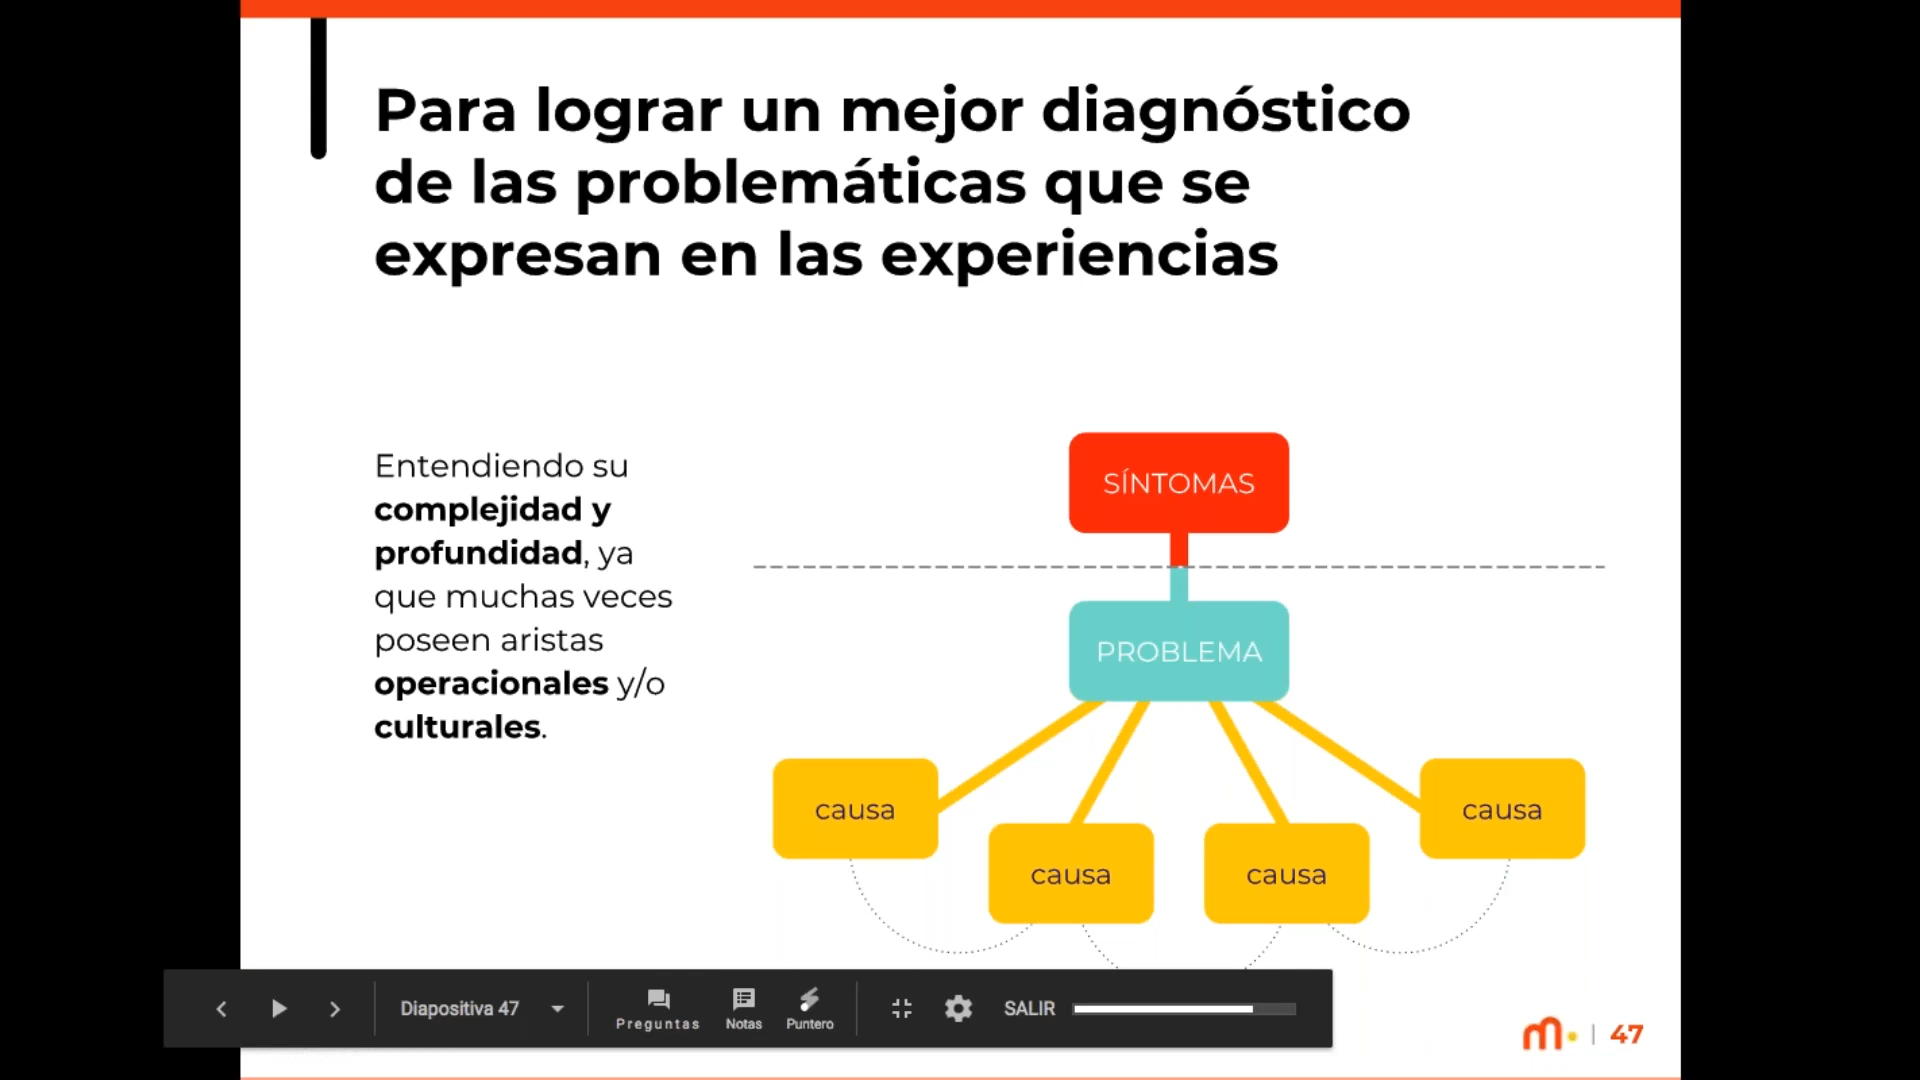 Para lograr un mejor diagnóstico
de las problemáticas que se
expresan en las experiencias
Entendiendo su
complejidad y
profundidad, ya
que muchas veces
poseen aristas
operacionales y/o
culturales.
SÍNTOMAS
PROBLEMA
causa
causa
causa
causa
Diapositiva 47
Preguntas
Notas
Puntero
SALIR
m. | 47